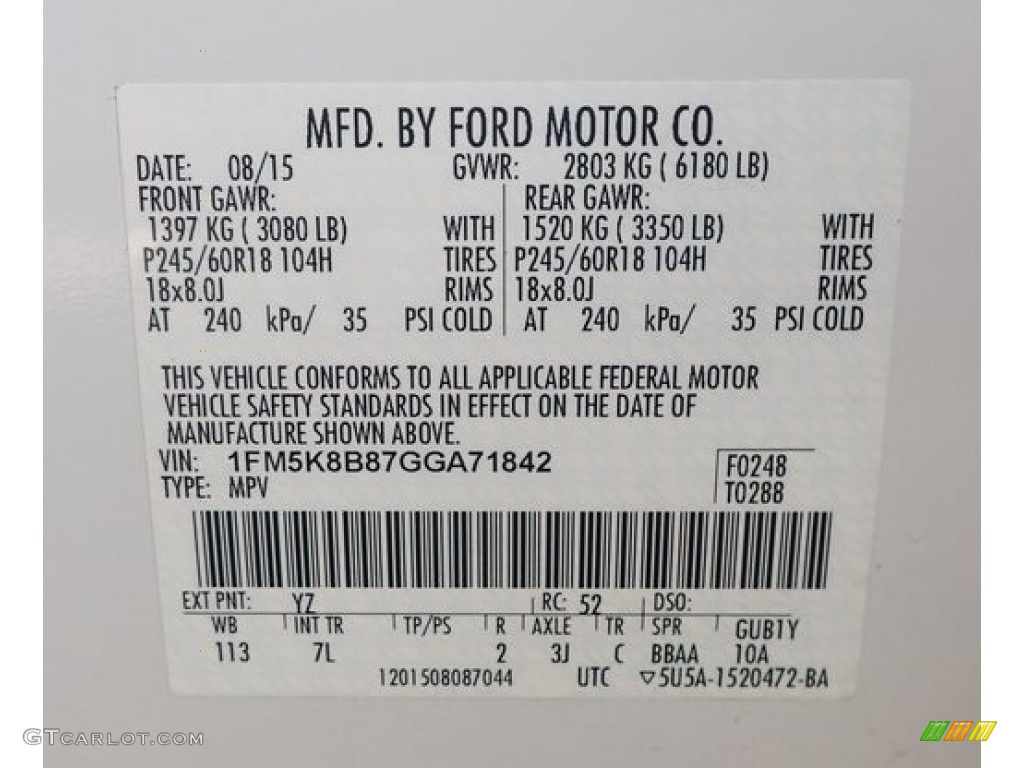 MFD. BY FORD MOTOR CO.
DATE: 08/15 GVWR: 2803 KG ( 6180 LB)
FRONT GAWR: REAR GAWR:
1397 KG ( 3080 LB) WITH 1520 KG ( 3350 LB) WITH
P245/60R18 104H TIRES P245/60R18 104H TIRES
18x8.0J RIMS 18x8.0J RIMS
AT 240 kPa/ 35 PSI COLD AT 240 kPa/ 35 PSI COLD
THIS VEHICLE CONFORMS TO ALL APPLICABLE FEDERAL MOTOR
VEHICLE SAFETY STANDARDS IN EFFECT ON THE DATE OF
MANUFACTURE SHOWN ABOVE.
VIN: 1FM5K8B87GGA71842 F0248
TYPE: MPV T0288
EXT PNT: YZ RC: 52 DSO:
WB INT TR TP/PS R AXLE TR SPR GUB1Y
113 7L 2 3J C BBAA 10A
1201508087044 UTC ▽5U5A-1520472-BA
GTCARLOT.COM